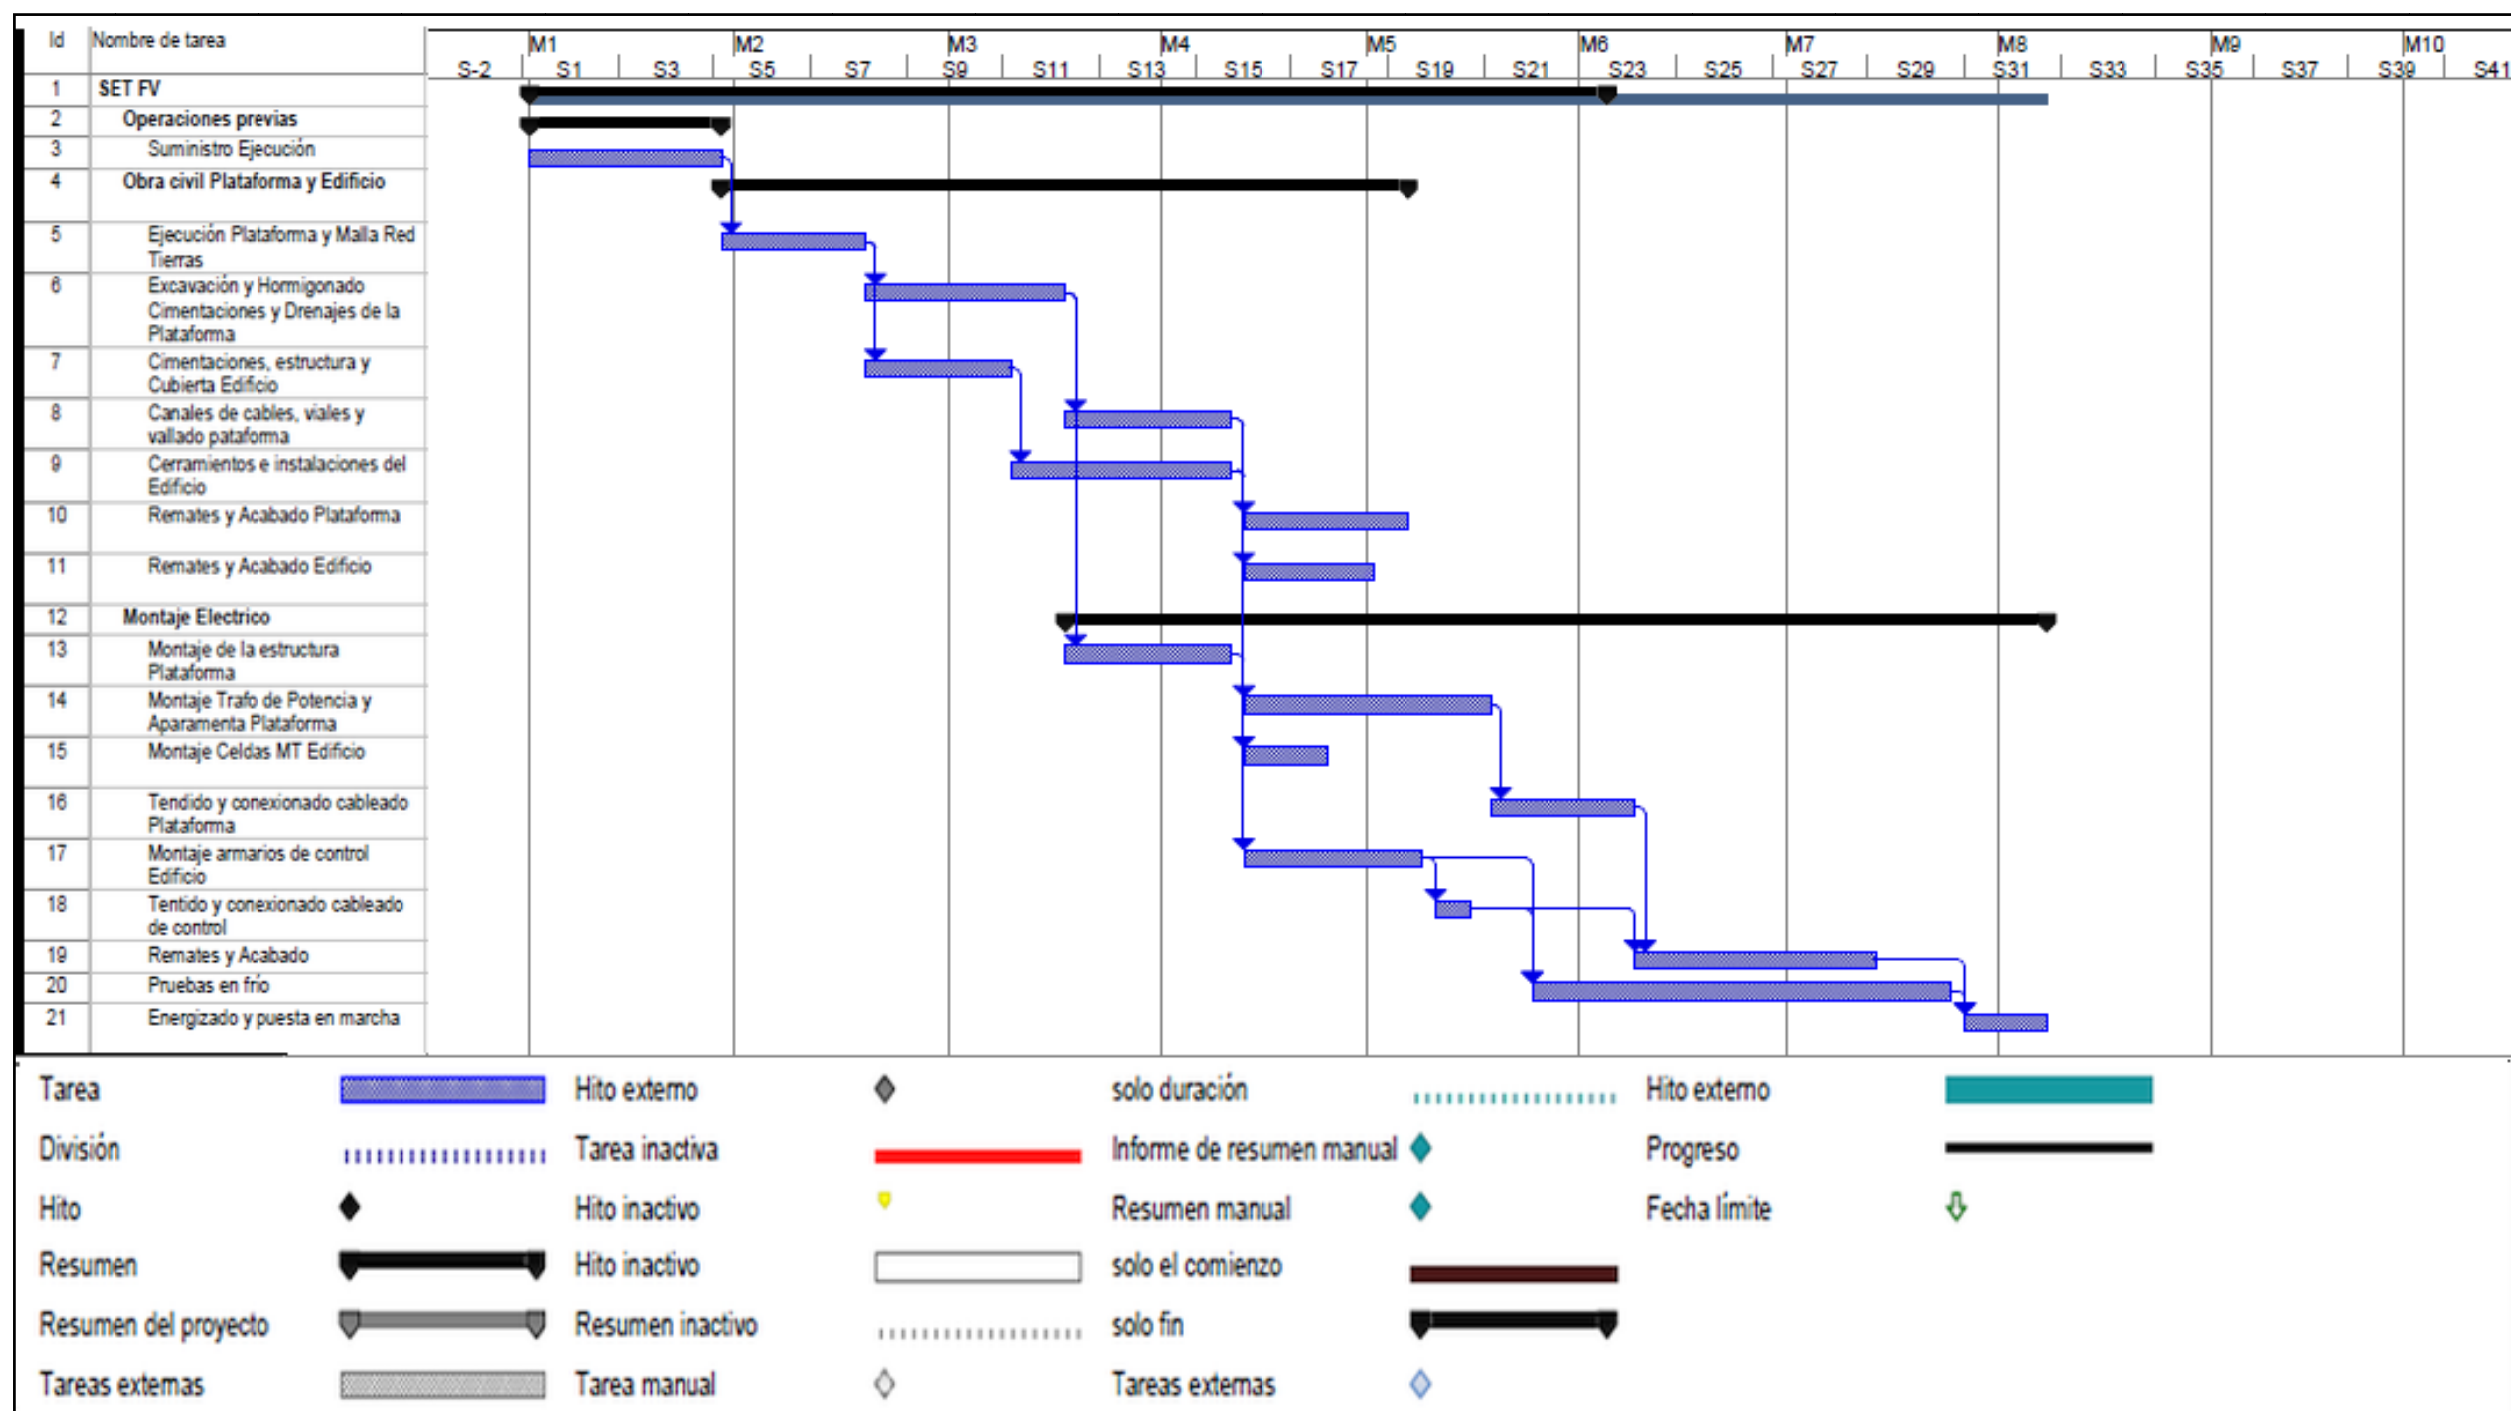 Id Nombre de tarea M1 M2 M3 M4 M5 M6 M7 M8 M9 M10
S-2 S1 S3 S5 S7 S9 S11 S13 S15 S17 S19 S21 S23 S25 S27 S29 S31 S33 S35 S37 S39 S41
1 SET FV
2 Operaciones previas
3 Suministro Ejecución
4 Obra civil Plataforma y Edificio
5 Ejecución Plataforma y Malla Red
Tierras
6 Excavación y Hormigonado
Cimentaciones y Drenajes de la
Plataforma
7 Cimentaciones, estructura y
Cubierta Edificio
8 Canales de cables, viales y
vallado pataforma
9 Cerramientos e instalaciones del
Edificio
10 Remates y Acabado Plataforma
11 Remates y Acabado Edificio
12 Montaje Electrico
13 Montaje de la estructura
Plataforma
14 Montaje Trafo de Potencia y
Aparamenta Plataforma
15 Montaje Celdas MT Edificio
16 Tendido y conexionado cableado
Plataforma
17 Montaje armarios de control
Edificio
18 Tentido y conexionado cableado
de control
19 Remates y Acabado
20 Pruebas en frío
21 Energizado y puesta en marcha
Tarea Hito externo solo duración Hito externo
División Tarea inactiva Informe de resumen manual Progreso
Hito Hito inactivo Resumen manual Fecha límite
Resumen Hito inactivo solo el comienzo
Resumen del proyecto Resumen inactivo solo fin
Tareas externas Tarea manual Tareas externas